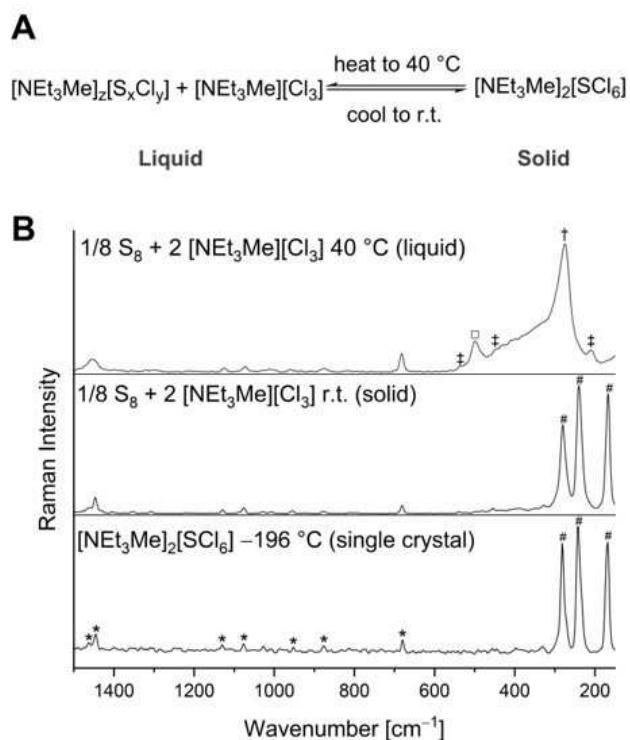 A
[NEt₃Me]z[SₓClᵧ] + [NEt₃Me][Cl₃] heat to 40 °C [NEt₃Me]₂[SCl₆]
cool to r.t.
Liquid Solid
B
1/8 S₈ + 2 [NEt₃Me][Cl₃] 40 °C (liquid)
†
□
‡ ‡ ‡
1/8 S₈ + 2 [NEt₃Me][Cl₃] r.t. (solid)
# # #
[NEt₃Me]₂[SCl₆] –196 °C (single crystal)
# # #
* * * * * * *
Raman Intensity
1400 1200 1000 800 600 400 200
Wavenumber [cm⁻¹]